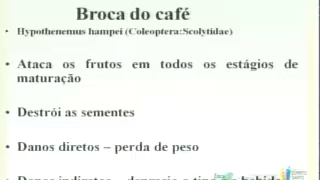 Broca do café
• Hypothenemus hampei (Coleoptera:Scolytidae)
• Ataca os frutos em todos os estágios de
maturação
• Destrói as sementes
• Danos diretos – perda de peso